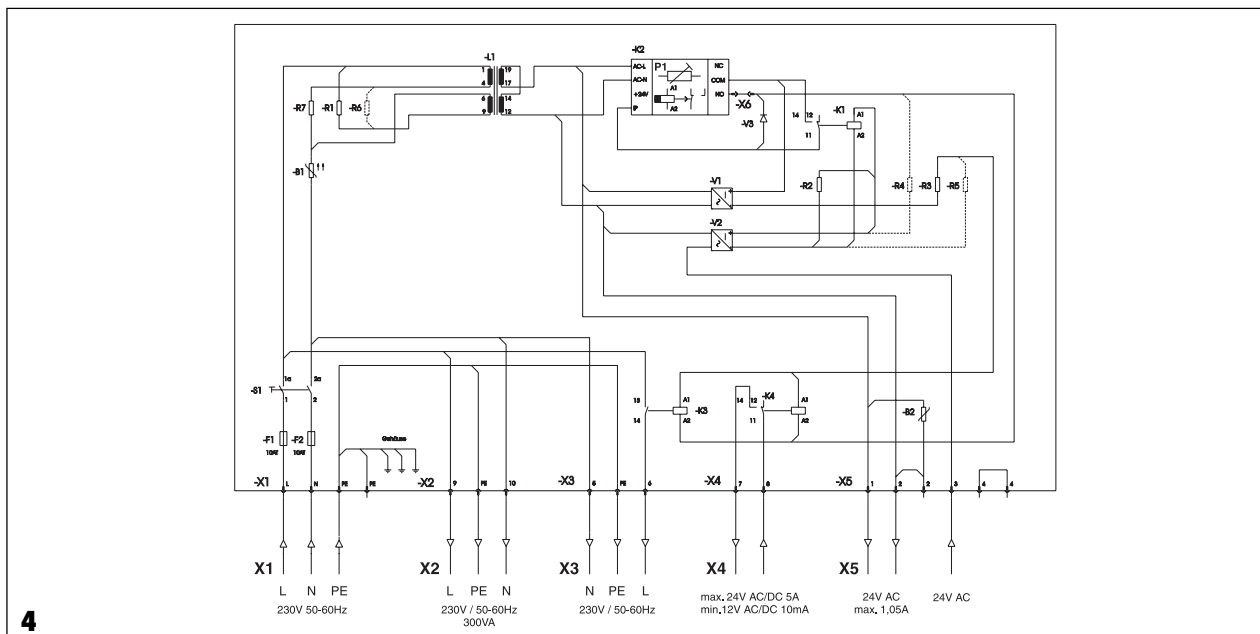 -L1
1
19
4
17
6
14
9
12
-K2
AC-L
AC-N
+24V
IP
P1
A1
A2
NC
COM
NO
-X6
-V3
14
12
11
-K1
A1
A2
-R7
-R1
-R6
-B1
-V1
-V2
-R2
-R4
-R3
-R5
-S1
1a
2a
1
2
-F1
10AT
-F2
10AT
Gehäuse
13
14
-K3
A1
A2
14
12
11
-K4
A1
A2
-B2
-X1
L
N
PE
PE
-X2
9
PE
10
-X3
5
PE
6
-X4
7
8
-X5
1
2
2
3
4
4
X1
X2
X3
X4
X5
L
N
PE
230V 50-60Hz
L
PE
N
230V / 50-60Hz
300VA
N
PE
L
230V / 50-60Hz
max. 24V AC/DC 5A
min.12V AC/DC 10mA
24V AC
max. 1,05A
24V AC
4